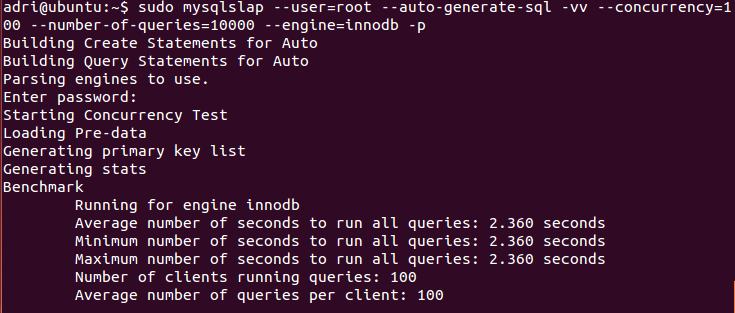 adri@ubuntu:~$ sudo mysqlslap --user=root --auto-generate-sql -vv --concurrency=1
00 --number-of-queries=10000 --engine=innodb -p
Building Create Statements for Auto
Building Query Statements for Auto
Parsing engines to use.
Enter password:
Starting Concurrency Test
Loading Pre-data
Generating primary key list
Generating stats
Benchmark
Running for engine innodb
Average number of seconds to run all queries: 2.360 seconds
Minimum number of seconds to run all queries: 2.360 seconds
Maximum number of seconds to run all queries: 2.360 seconds
Number of clients running queries: 100
Average number of queries per client: 100